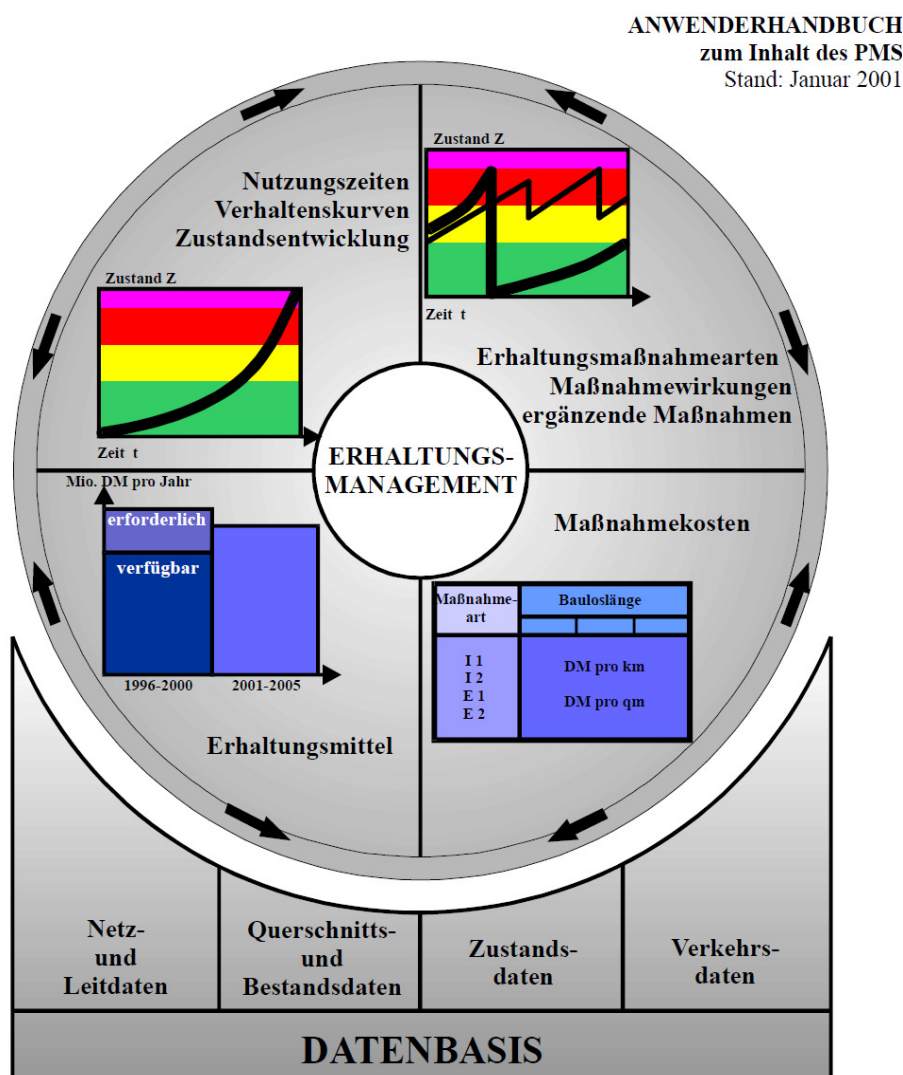 ANWENDERHANDBUCH
zum Inhalt des PMS
Stand: Januar 2001
Nutzungszeiten
Verhaltenskurven
Zustandsentwicklung
Zustand Z
Zeit t
Zustand Z
Zeit t
Erhaltungsmaßnahmearten
Maßnahmewirkungen
ergänzende Maßnahmen
ERHALTUNGS-
MANAGEMENT
Mio. DM pro Jahr
erforderlich
verfügbar
1996-2000
2001-2005
Erhaltungsmittel
Maßnahmekosten
Maßnahme-
art
Bauloslänge
I 1
I 2
E 1
E 2
DM pro km
DM pro qm
Netz-
und
Leitdaten
Querschnitts-
und
Bestandsdaten
Zustands-
daten
Verkehrs-
daten
DATENBASIS